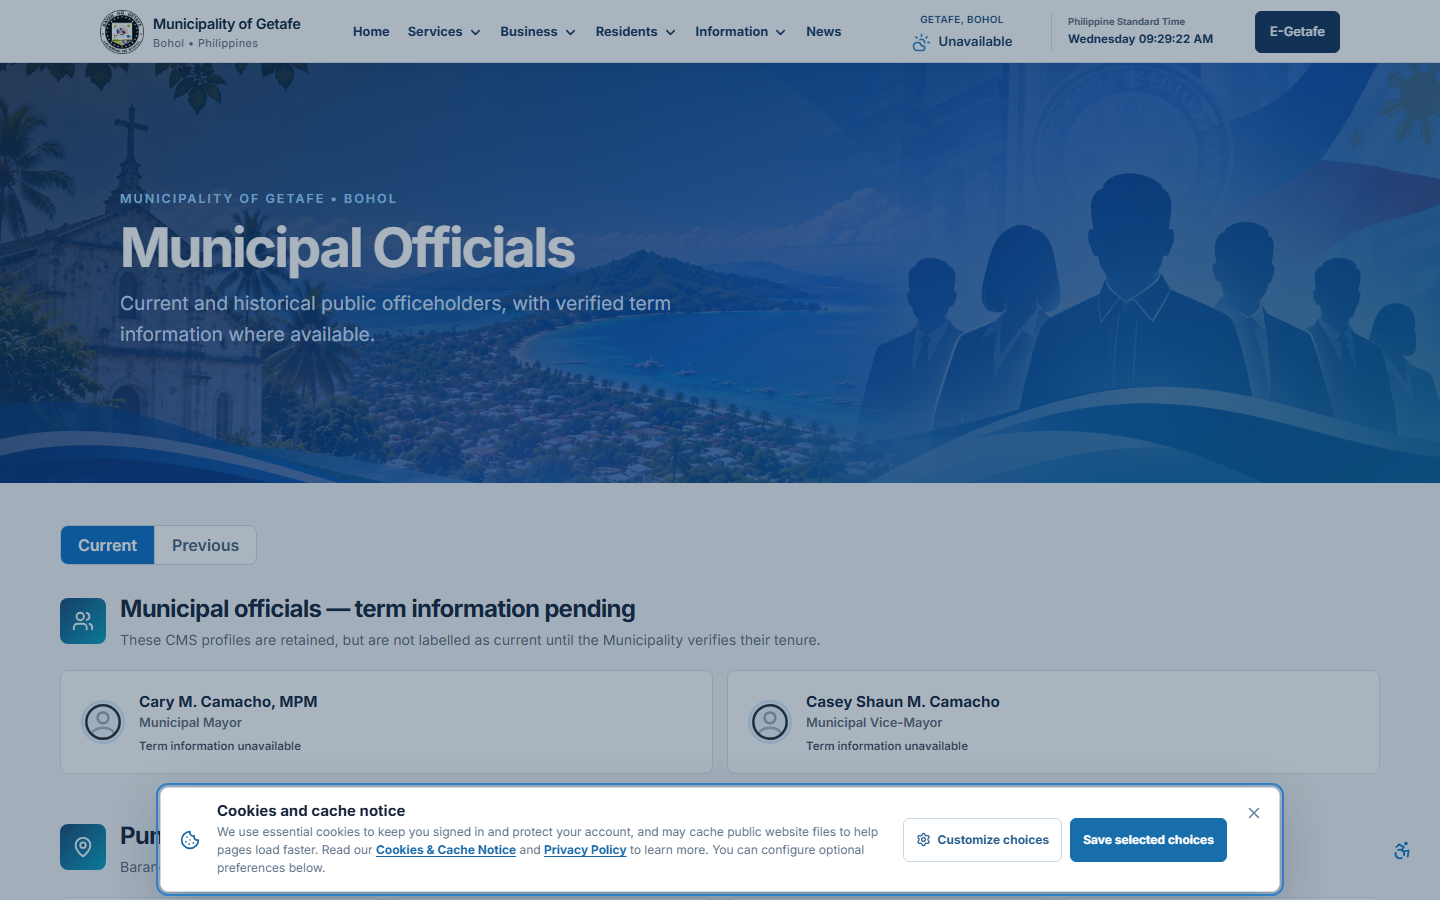 Municipality of Getafe
Bohol • Philippines
Home
Services
Business
Residents
Information
News
GETAFE, BOHOL
Unavailable
Philippine Standard Time
Wednesday 09:29:22 AM
E-Getafe
MUNICIPALITY OF GETAFE • BOHOL
Municipal Officials
Current and historical public officeholders, with verified term
information where available.
Current
Previous
Municipal officials — term information pending
These CMS profiles are retained, but are not labelled as current until the Municipality verifies their tenure.
Cary M. Camacho, MPM
Municipal Mayor
Term information unavailable
Casey Shaun M. Camacho
Municipal Vice-Mayor
Term information unavailable
Cookies and cache notice
We use essential cookies to keep you signed in and protect your account, and may cache public website files to help
pages load faster. Read our Cookies & Cache Notice and Privacy Policy to learn more. You can configure optional
preferences below.
Customize choices
Save selected choices